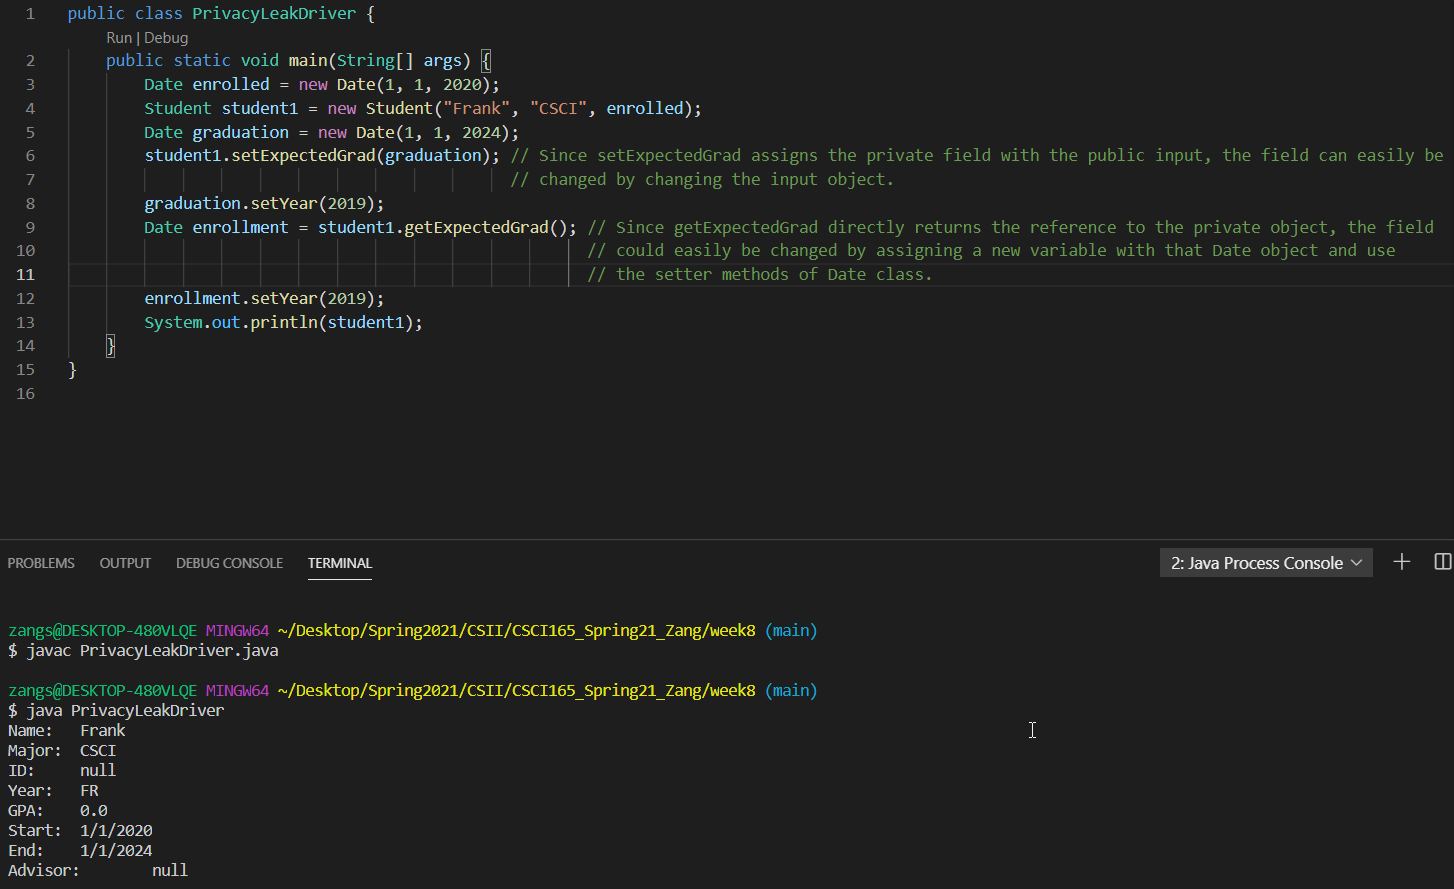 1 public class PrivacyLeakDriver {
Run | Debug
2 public static void main(String[] args) {
3 Date enrolled = new Date(1, 1, 2020);
4 Student student1 = new Student("Frank", "CSCI", enrolled);
5 Date graduation = new Date(1, 1, 2024);
6 student1.setExpectedGrad(graduation); // Since setExpectedGrad assigns the private field with the public input, the field can easily be
7 // changed by changing the input object.
8 graduation.setYear(2019);
9 Date enrollment = student1.getExpectedGrad(); // Since getExpectedGrad directly returns the reference to the private object, the field
10 // could easily be changed by assigning a new variable with that Date object and use
11 // the setter methods of Date class.
12 enrollment.setYear(2019);
13 System.out.println(student1);
14 }
15 }
16
PROBLEMS OUTPUT DEBUG CONSOLE TERMINAL 2: Java Process Console
zangs@DESKTOP-480VLQE MINGW64 ~/Desktop/Spring2021/CSII/CSCI165_Spring21_Zang/week8 (main)
$ javac PrivacyLeakDriver.java
zangs@DESKTOP-480VLQE MINGW64 ~/Desktop/Spring2021/CSII/CSCI165_Spring21_Zang/week8 (main)
$ java PrivacyLeakDriver
Name: Frank
Major: CSCI
ID: null
Year: FR
GPA: 0.0
Start: 1/1/2020
End: 1/1/2024
Advisor: null